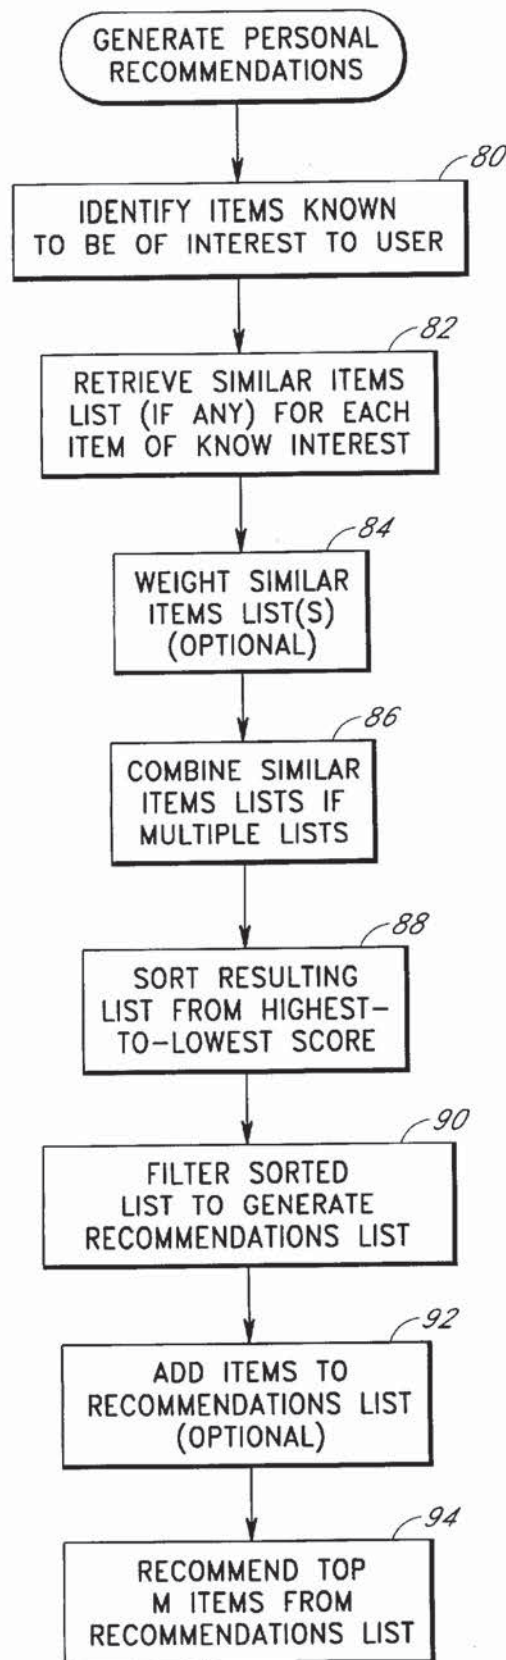 GENERATE PERSONAL
RECOMMENDATIONS
80
IDENTIFY ITEMS KNOWN
TO BE OF INTEREST TO USER
82
RETRIEVE SIMILAR ITEMS
LIST (IF ANY) FOR EACH
ITEM OF KNOW INTEREST
84
WEIGHT SIMILAR
ITEMS LIST(S)
(OPTIONAL)
86
COMBINE SIMILAR
ITEMS LISTS IF
MULTIPLE LISTS
88
SORT RESULTING
LIST FROM HIGHEST-
TO-LOWEST SCORE
90
FILTER SORTED
LIST TO GENERATE
RECOMMENDATIONS LIST
92
ADD ITEMS TO
RECOMMENDATIONS LIST
(OPTIONAL)
94
RECOMMEND TOP
M ITEMS FROM
RECOMMENDATIONS LIST